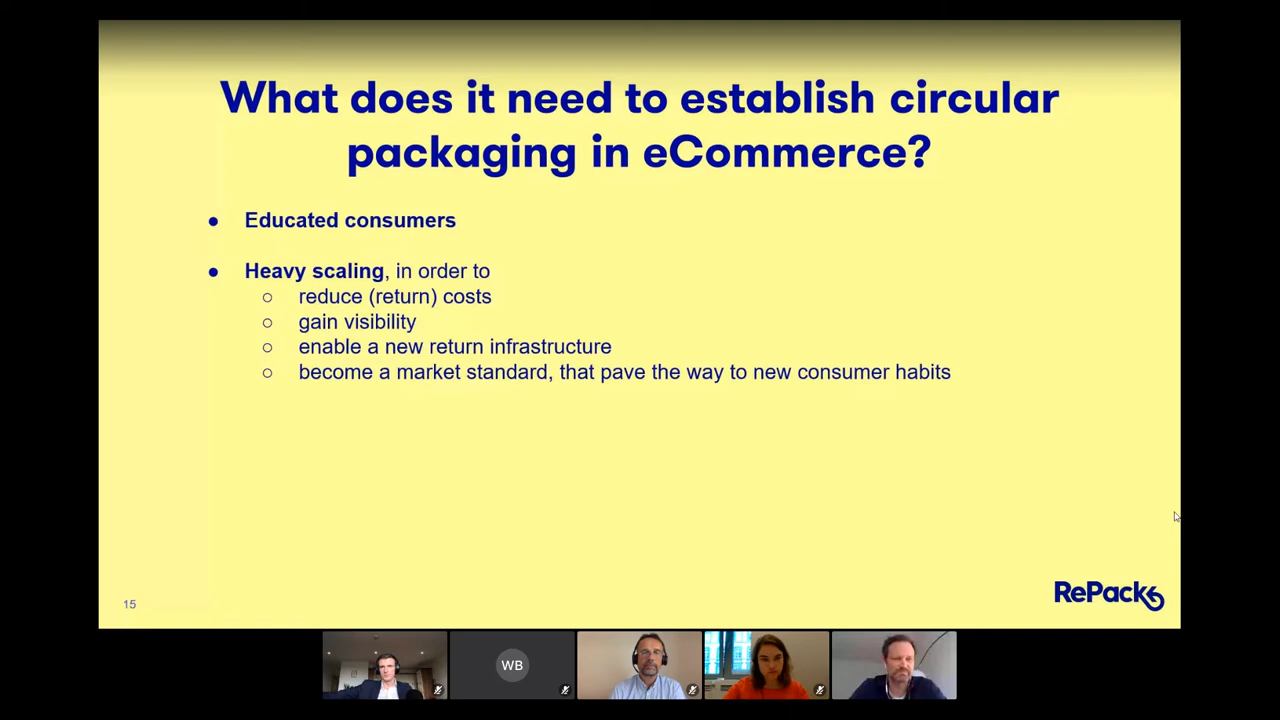 What does it need to establish circular
packaging in eCommerce?
● Educated consumers
● Heavy scaling, in order to
○ reduce (return) costs
○ gain visibility
○ enable a new return infrastructure
○ become a market standard, that pave the way to new consumer habits
15
RePack
WB